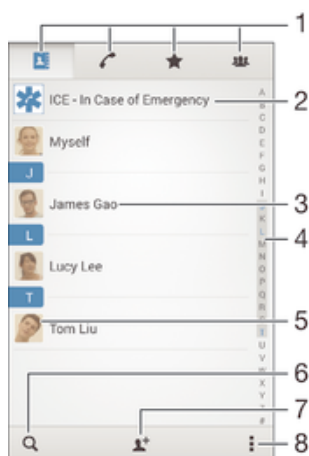 1
ICE - In Case of Emergency
2
Myself
J
James Gao
3
L
4
Lucy Lee
T
Tom Liu
5
6
7
8
A
B
C
D
E
F
G
H
I
J
K
L
M
N
O
P
Q
R
S
T
U
V
W
X
Y
Z
#